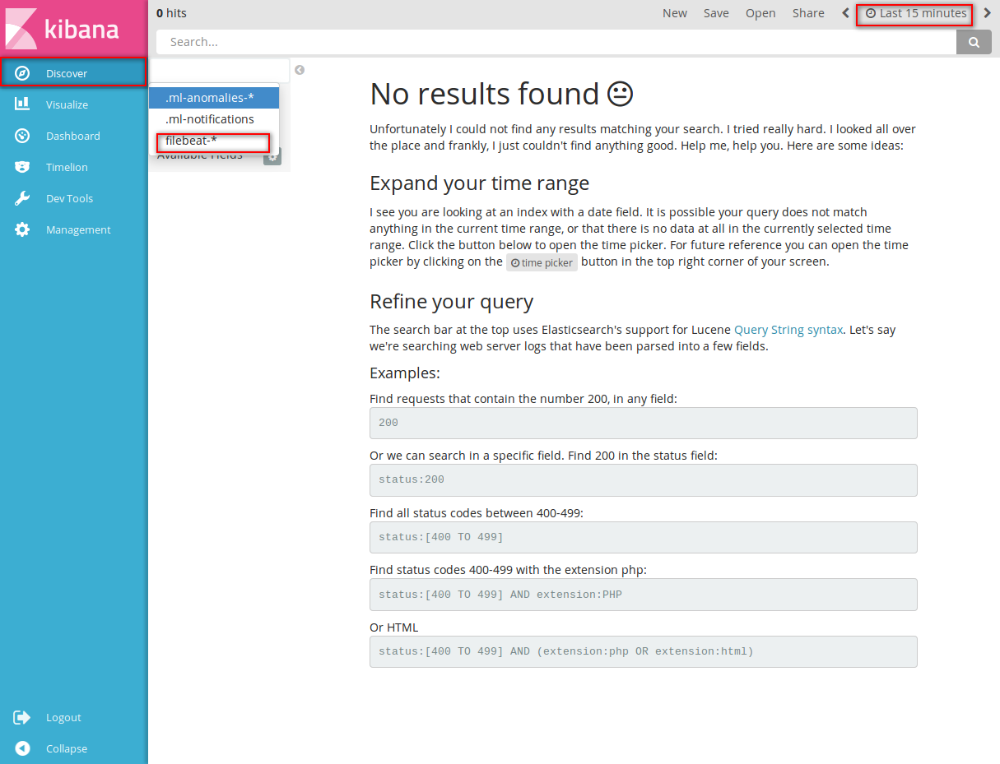 kibana
Discover
Visualize
Dashboard
Timelion
Dev Tools
Management
Logout
Collapse
0 hits
New Save Open Share Last 15 minutes
Search...
.ml-anomalies-*
.ml-notifications
filebeat-*
Available Fields
No results found
Unfortunately I could not find any results matching your search. I tried really hard. I looked all over
the place and frankly, I just couldn't find anything good. Help me, help you. Here are some ideas:
Expand your time range
I see you are looking at an index with a date field. It is possible your query does not match
anything in the current time range, or that there is no data at all in the currently selected time
range. Click the button below to open the time picker. For future reference you can open the time
picker by clicking on the time picker button in the top right corner of your screen.
Refine your query
The search bar at the top uses Elasticsearch's support for Lucene Query String syntax. Let's say
we're searching web server logs that have been parsed into a few fields.
Examples:
Find requests that contain the number 200, in any field:
200
Or we can search in a specific field. Find 200 in the status field:
status:200
Find all status codes between 400-499:
status:[400 TO 499]
Find status codes 400-499 with the extension php:
status:[400 TO 499] AND extension:PHP
Or HTML
status:[400 TO 499] AND (extension:php OR extension:html)